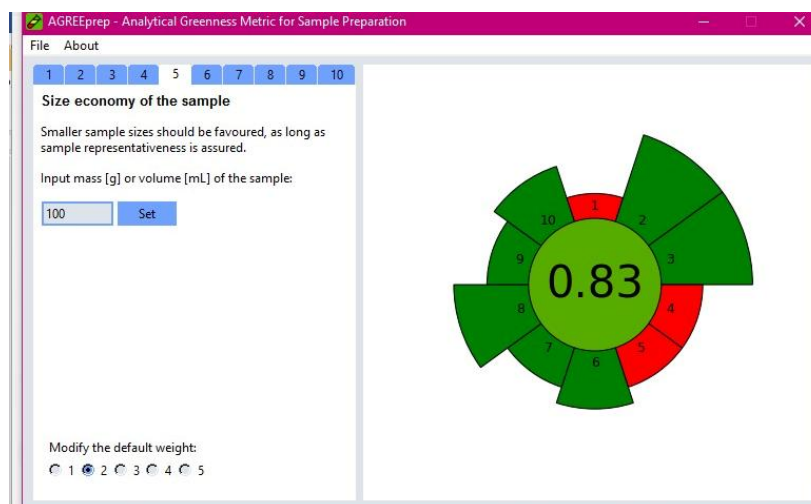 AGREEprep - Analytical Greenness Metric for Sample Preparation
File About
1 2 3 4 5 6 7 8 9 10
Size economy of the sample
Smaller sample sizes should be favoured, as long as
sample representativeness is assured.
Input mass [g] or volume [mL] of the sample:
100 Set
Modify the default weight:
1 2 3 4 5
1
10 2
9 3
0.83
8 4
7 5
6